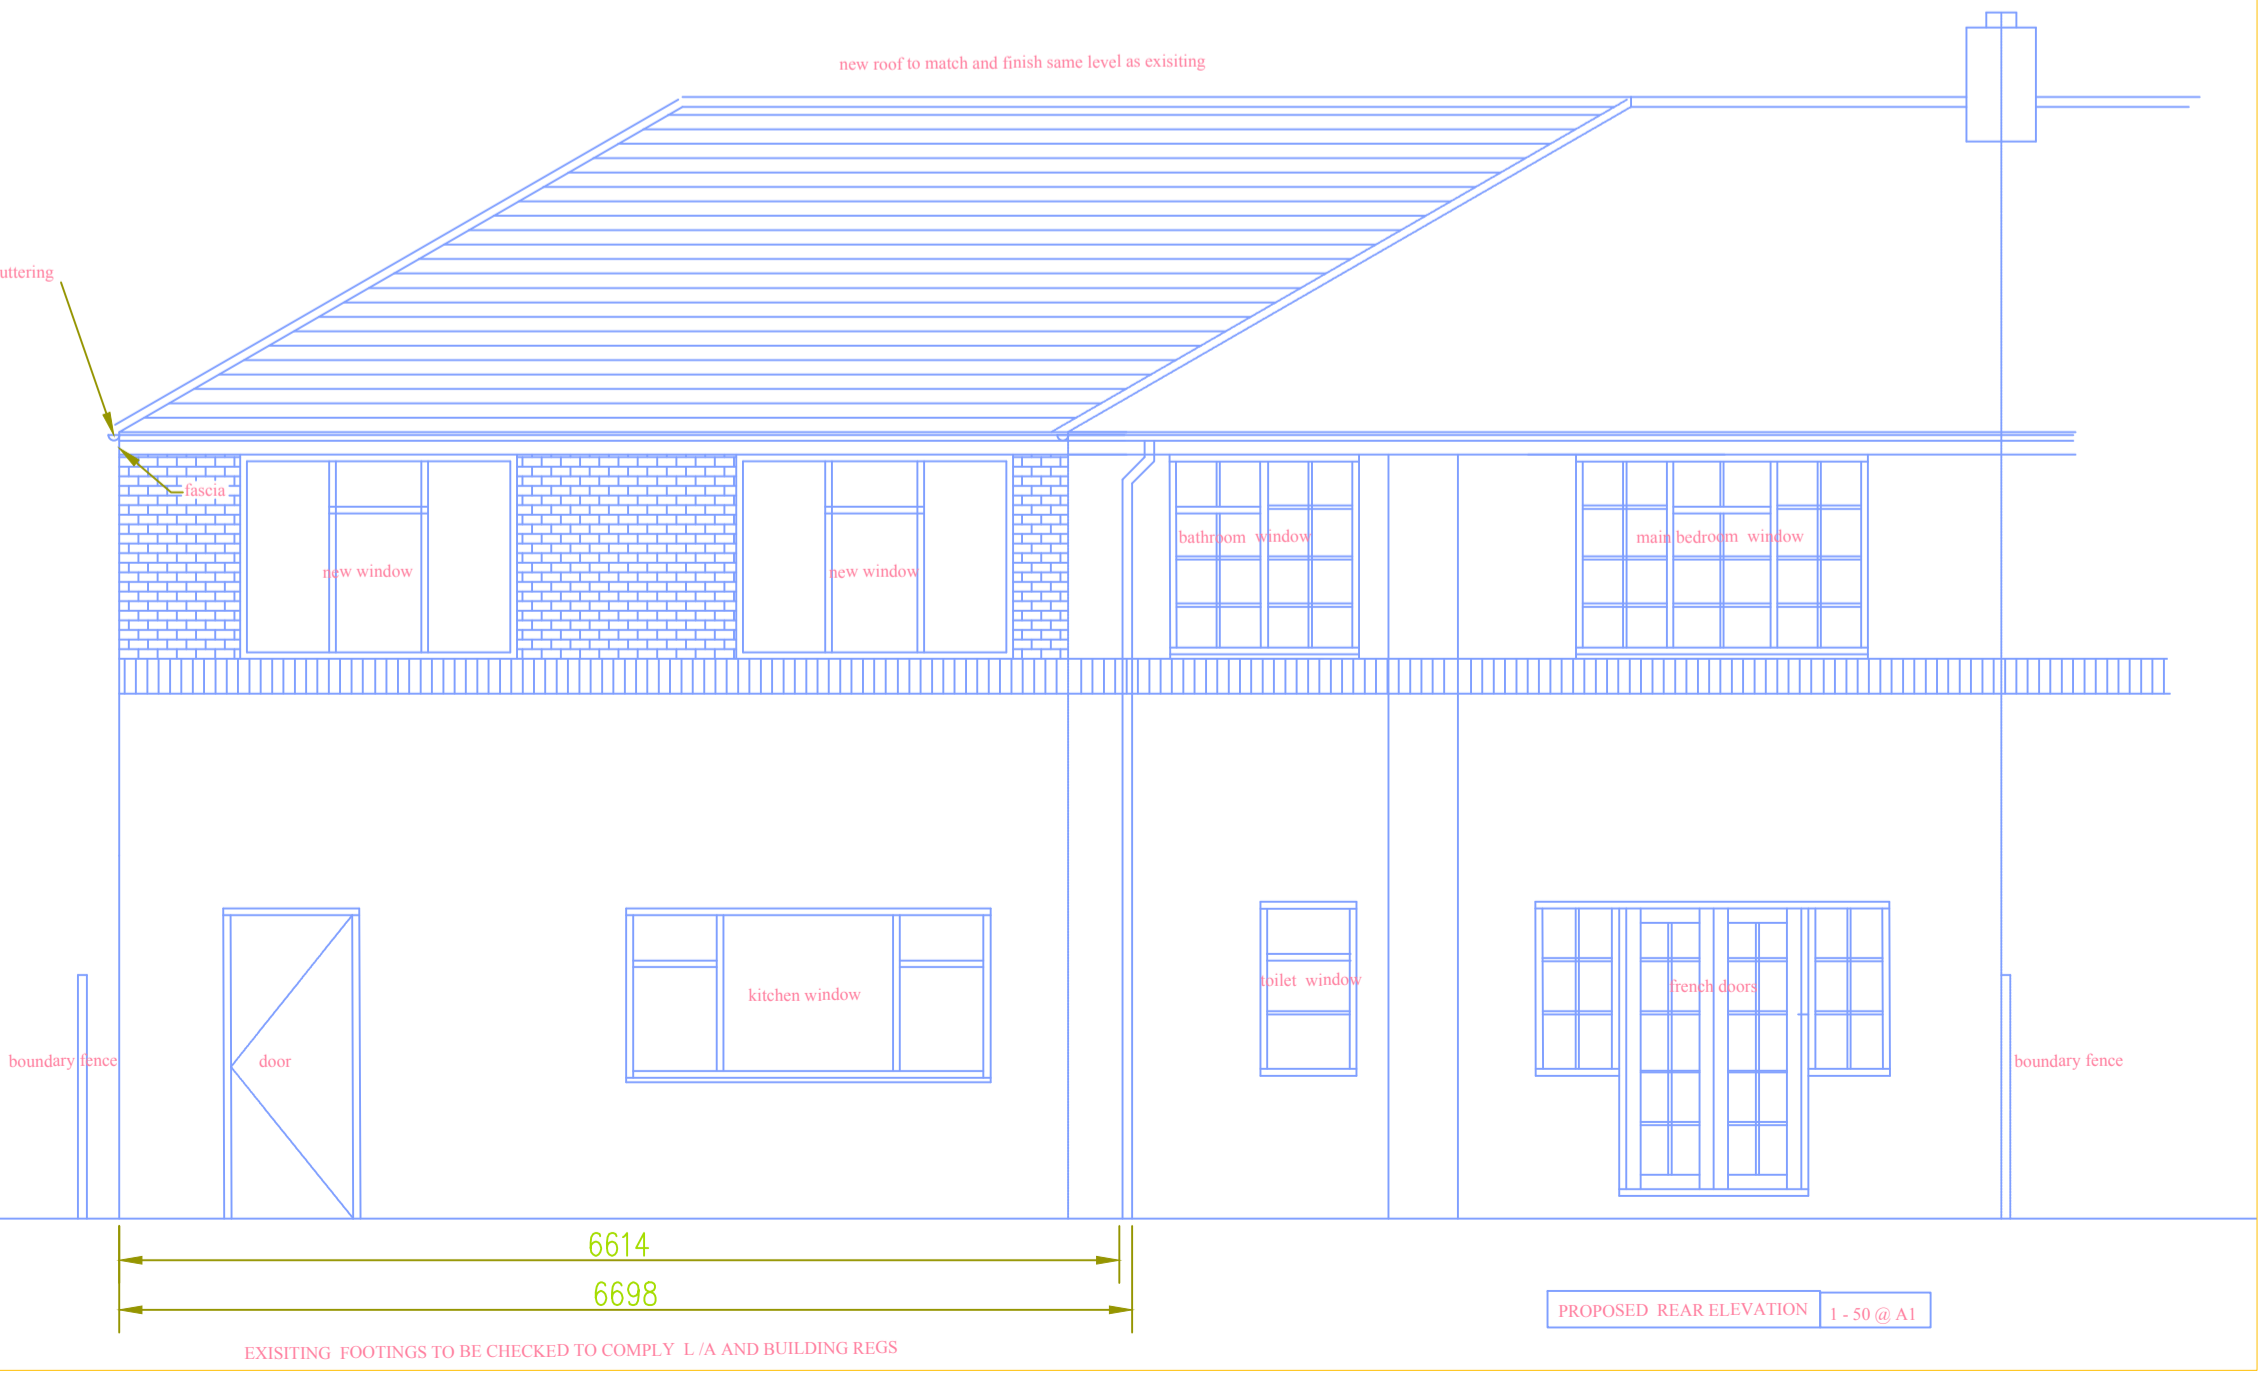 new roof to match and finish same level as exisiting
uttering
fascia
new window
new window
bathroom window
main bedroom window
kitchen window
toilet window
french doors
boundary fence
door
boundary fence
6614
6698
PROPOSED REAR ELEVATION
1 - 50 @ A1
EXISITING FOOTINGS TO BE CHECKED TO COMPLY L /A AND BUILDING REGS